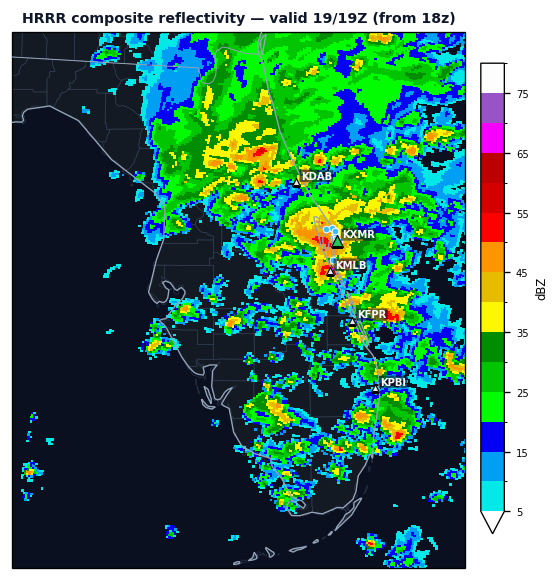 HRRR composite reflectivity — valid 19/19Z (from 18z)
KDAB
KXMR
KMLB
KFPR
KPBI
75
65
55
45
35
25
15
5
dBZ